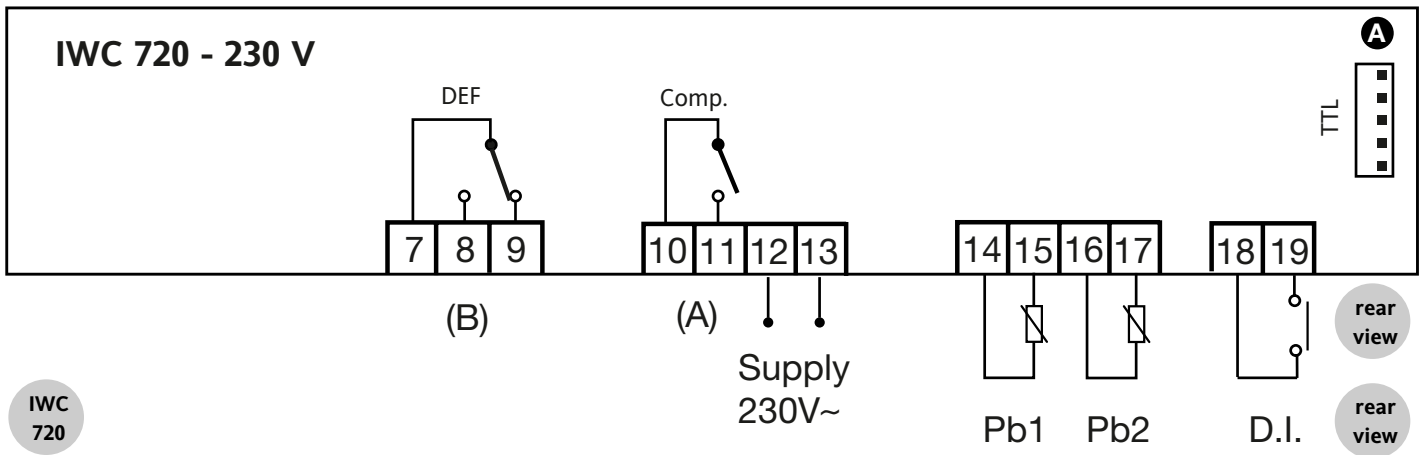 IWC 720 - 230 V
A
DEF
Comp.
TTL
7 8 9
10 11 12 13
14 15 16 17
18 19
(B)
(A)
Supply
230V~
Pb1
Pb2
D.I.
rear
view
IWC
720
rear
view